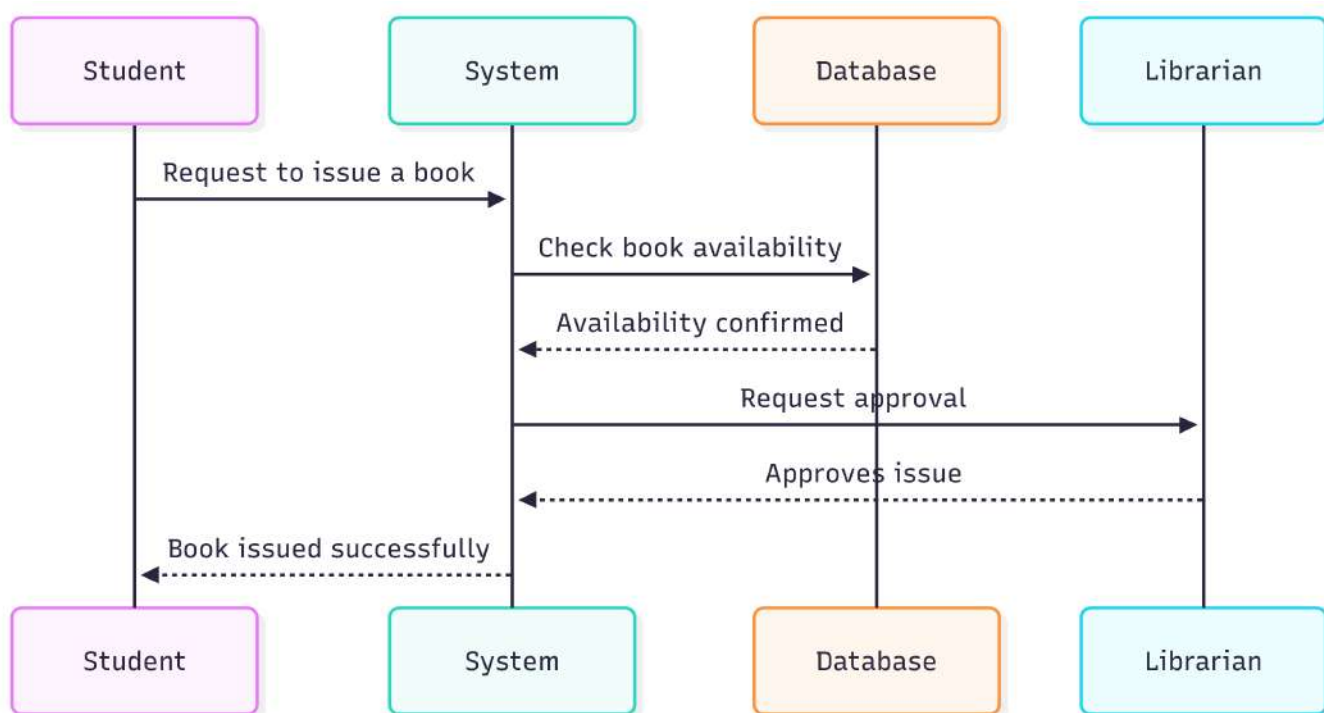 Student
System
Database
Librarian
Request to issue a book
Check book availability
Availability confirmed
Request approval
Approves issue
Book issued successfully
Student
System
Database
Librarian